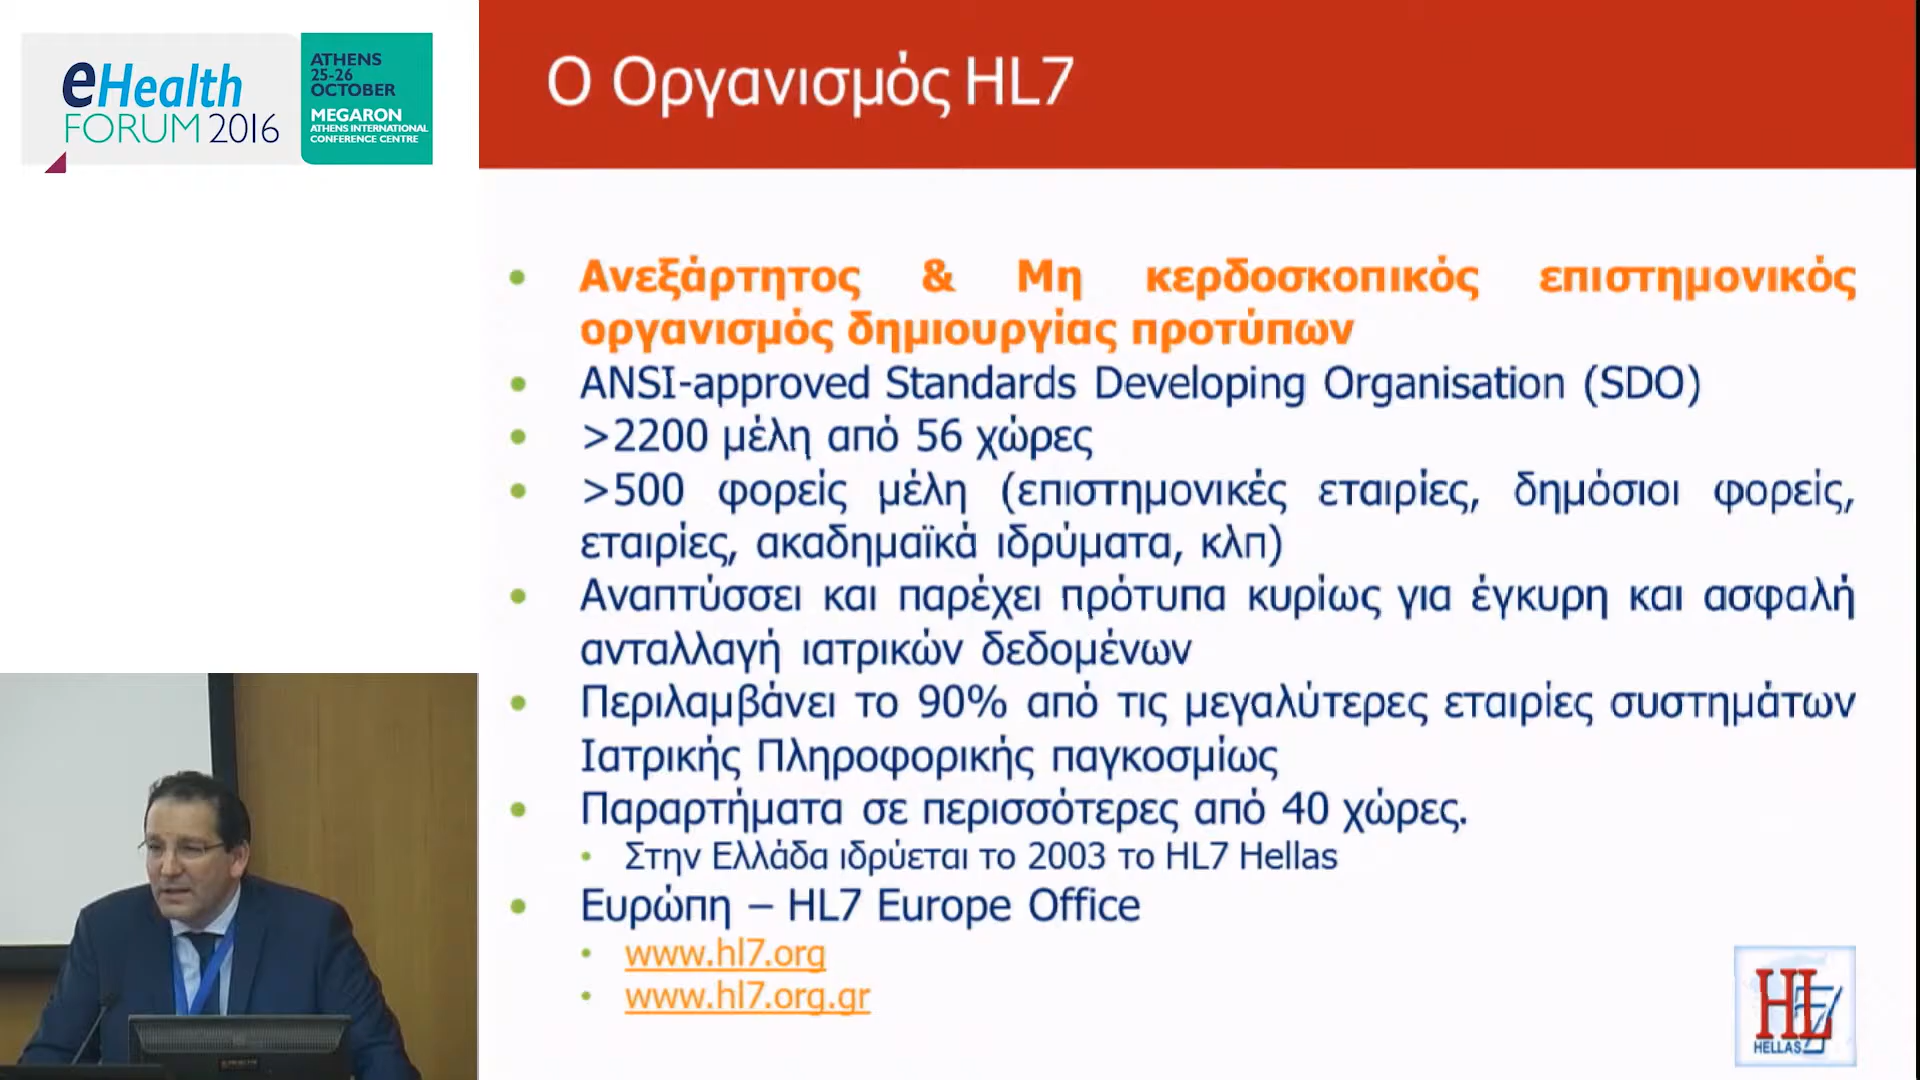 eHealth
FORUM 2016
ATHENS
25-26
OCTOBER
MEGARON
ATHENS INTERNATIONAL
CONFERENCE CENTRE
Ο Οργανισμός HL7
• Ανεξάρτητος & Μη κερδοσκοπικός επιστημονικός
οργανισμός δημιουργίας προτύπων
• ANSI-approved Standards Developing Organisation (SDO)
• >2200 μέλη από 56 χώρες
• >500 φορείς μέλη (επιστημονικές εταιρίες, δημόσιοι φορείς,
εταιρίες, ακαδημαϊκά ιδρύματα, κλπ)
• Αναπτύσσει και παρέχει πρότυπα κυρίως για έγκυρη και ασφαλή
ανταλλαγή ιατρικών δεδομένων
• Περιλαμβάνει το 90% από τις μεγαλύτερες εταιρίες συστημάτων
Ιατρικής Πληροφορικής παγκοσμίως
• Παραρτήματα σε περισσότερες από 40 χώρες.
• Στην Ελλάδα ιδρύεται το 2003 το HL7 Hellas
• Ευρώπη – HL7 Europe Office
• www.hl7.org
• www.hl7.org.gr
HL7
HELLAS